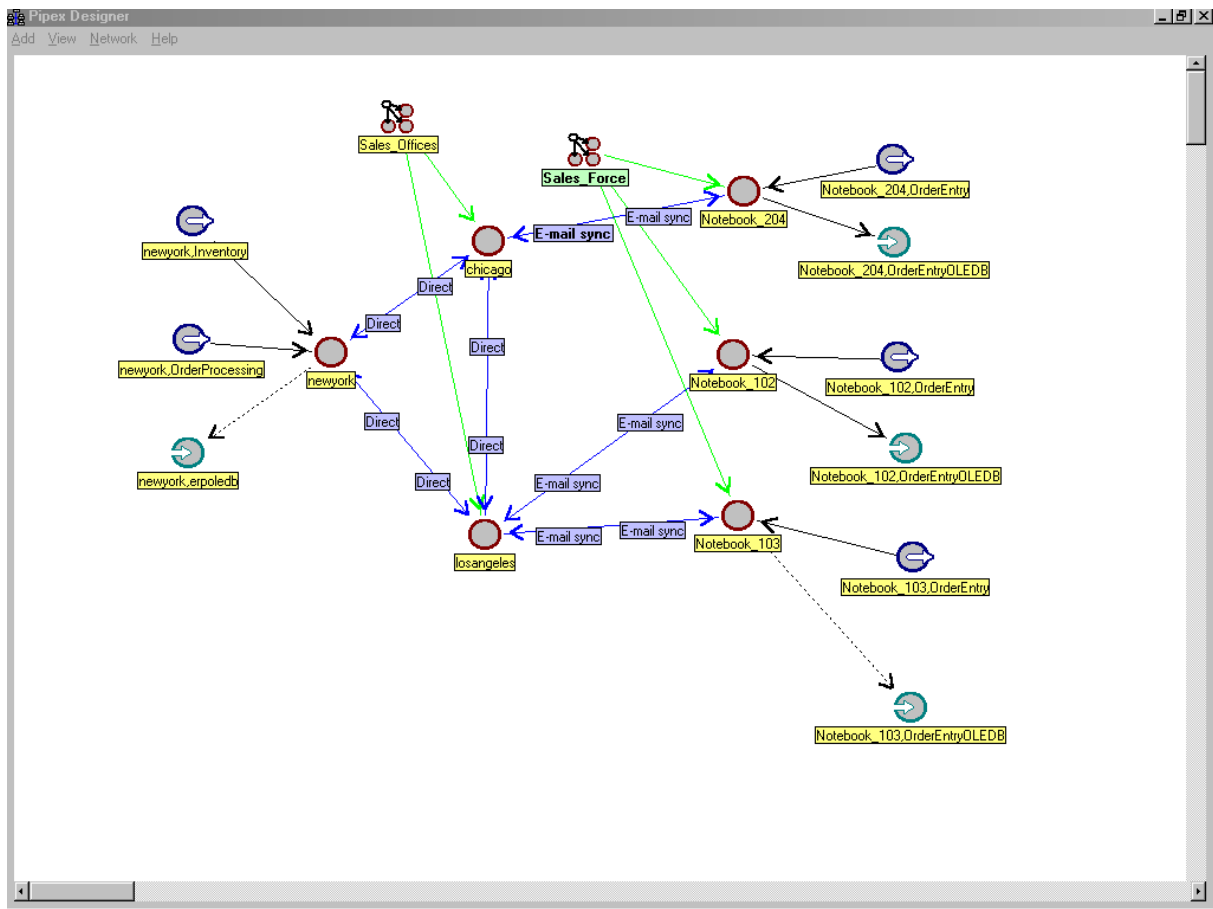 Pipex Designer
Add View Network Help
Sales_Offices
Sales_Force
Notebook_204,OrderEntry
Notebook_204
E-mail sync
E-mail sync
newyork,Inventory
chicago
Notebook_204,OrderEntryOLEDB
Direct
Direct
Direct
newyork,OrderProcessing
newyork
Notebook_102
Notebook_102,OrderEntry
Direct
E-mail sync
Direct
newyork,erpoledb
Direct
E-mail sync
Notebook_102,OrderEntryOLEDB
E-mail sync
E-mail sync
Notebook_103
losangeles
Notebook_103,OrderEntry
Notebook_103,OrderEntryOLEDB